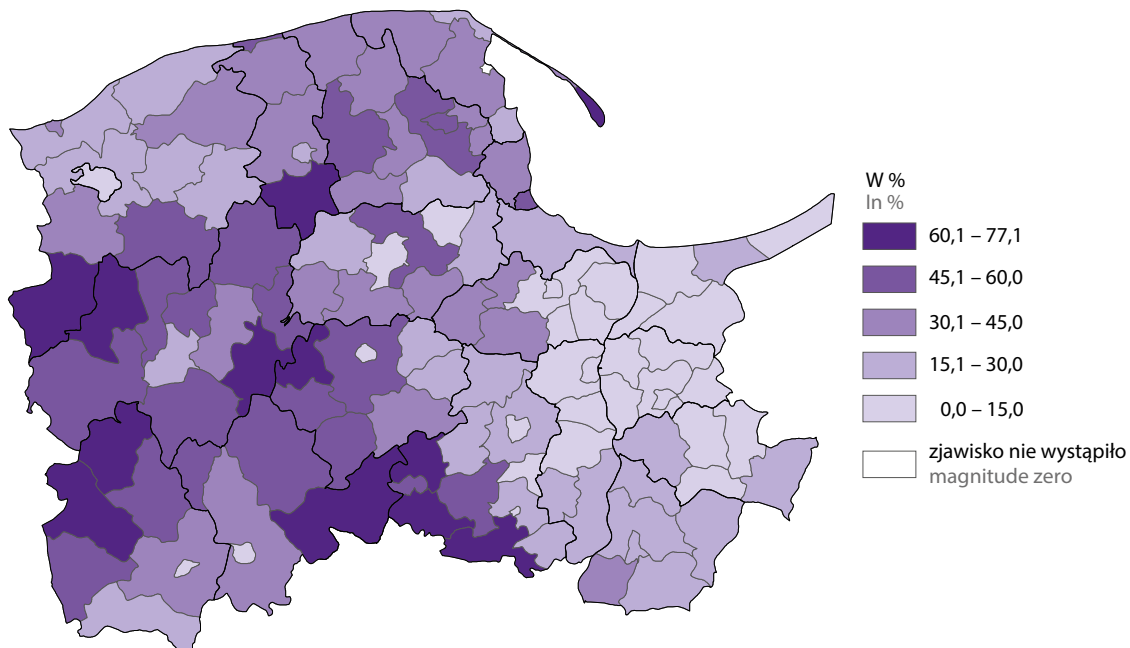 W %
In %
60,1 – 77,1
45,1 – 60,0
30,1 – 45,0
15,1 – 30,0
0,0 – 15,0
zjawisko nie wystąpiło
magnitude zero